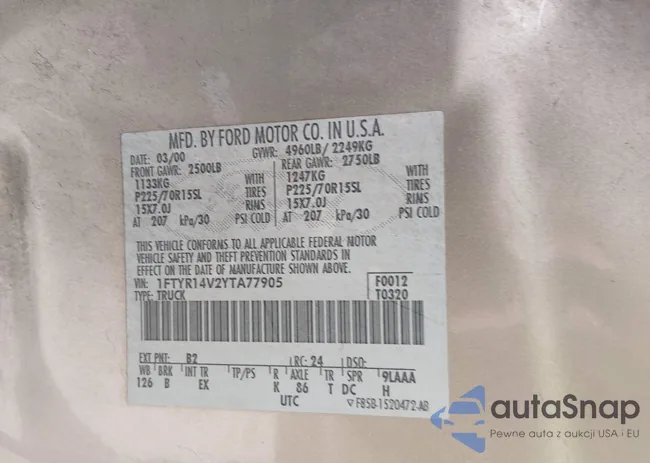 MFD. BY FORD MOTOR CO. IN U.S.A.
DATE: 03/00 GVWR: 4960LB/ 2249KG
FRONT GAWR: 2500LB REAR GAWR: 2750LB
1133KG WITH 1247KG WITH
P225/70R15SL TIRES P225/70R15SL TIRES
15X7.0J RIMS 15X7.0J RIMS
AT 207 kPa/30 PSI COLD AT 207 kPa/30 PSI COLD
THIS VEHICLE CONFORMS TO ALL APPLICABLE FEDERAL MOTOR
VEHICLE SAFETY AND THEFT PREVENTION STANDARDS IN
EFFECT ON THE DATE OF MANUFACTURE SHOWN ABOVE.
VIN: 1FTYR14V2YTA77905 F0012
TYPE: TRUCK T0320
EXT PNT: B2 RC: 24 DSO:
WB BRK INT TR TP/PS R AXLE TR SPR 9LAAA
126 B EX K 86 T DC H
UTC F85B-1520472-AB
autaSnap
Pewne auta z aukcji USA i EU